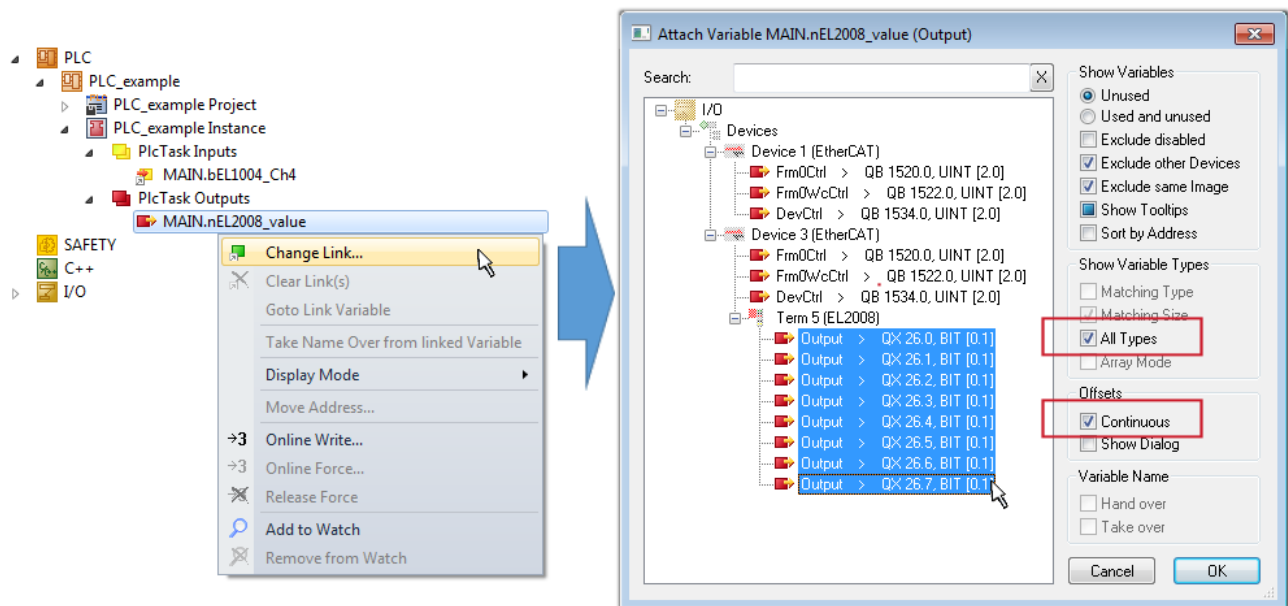 PLC
PLC_example
PLC_example Project
PLC_example Instance
PlcTask Inputs
MAIN.bEL1004_Ch4
PlcTask Outputs
MAIN.nEL2008_value
SAFETY
C++
I/O
Change Link...
Clear Link(s)
Goto Link Variable
Take Name Over from linked Variable
Display Mode
Move Address...
→3 Online Write...
→3 Online Force...
Release Force
Add to Watch
Remove from Watch
Attach Variable MAIN.nEL2008_value (Output)
Search:
I/O
Devices
Device 1 (EtherCAT)
Frm0Ctrl > QB 1520.0, UINT [2.0]
Frm0WcCtrl > QB 1522.0, UINT [2.0]
DevCtrl > QB 1534.0, UINT [2.0]
Device 3 (EtherCAT)
Frm0Ctrl > QB 1520.0, UINT [2.0]
Frm0WcCtrl > QB 1522.0, UINT [2.0]
DevCtrl > QB 1534.0, UINT [2.0]
Term 5 (EL2008)
Output > QX 26.0, BIT [0.1]
Output > QX 26.1, BIT [0.1]
Output > QX 26.2, BIT [0.1]
Output > QX 26.3, BIT [0.1]
Output > QX 26.4, BIT [0.1]
Output > QX 26.5, BIT [0.1]
Output > QX 26.6, BIT [0.1]
Output > QX 26.7, BIT [0.1]
Show Variables
Unused
Used and unused
Exclude disabled
Exclude other Devices
Exclude same Image
Show Tooltips
Sort by Address
Show Variable Types
Matching Type
Matching Size
All Types
Array Mode
Offsets
Continuous
Show Dialog
Variable Name
Hand over
Take over
Cancel
OK